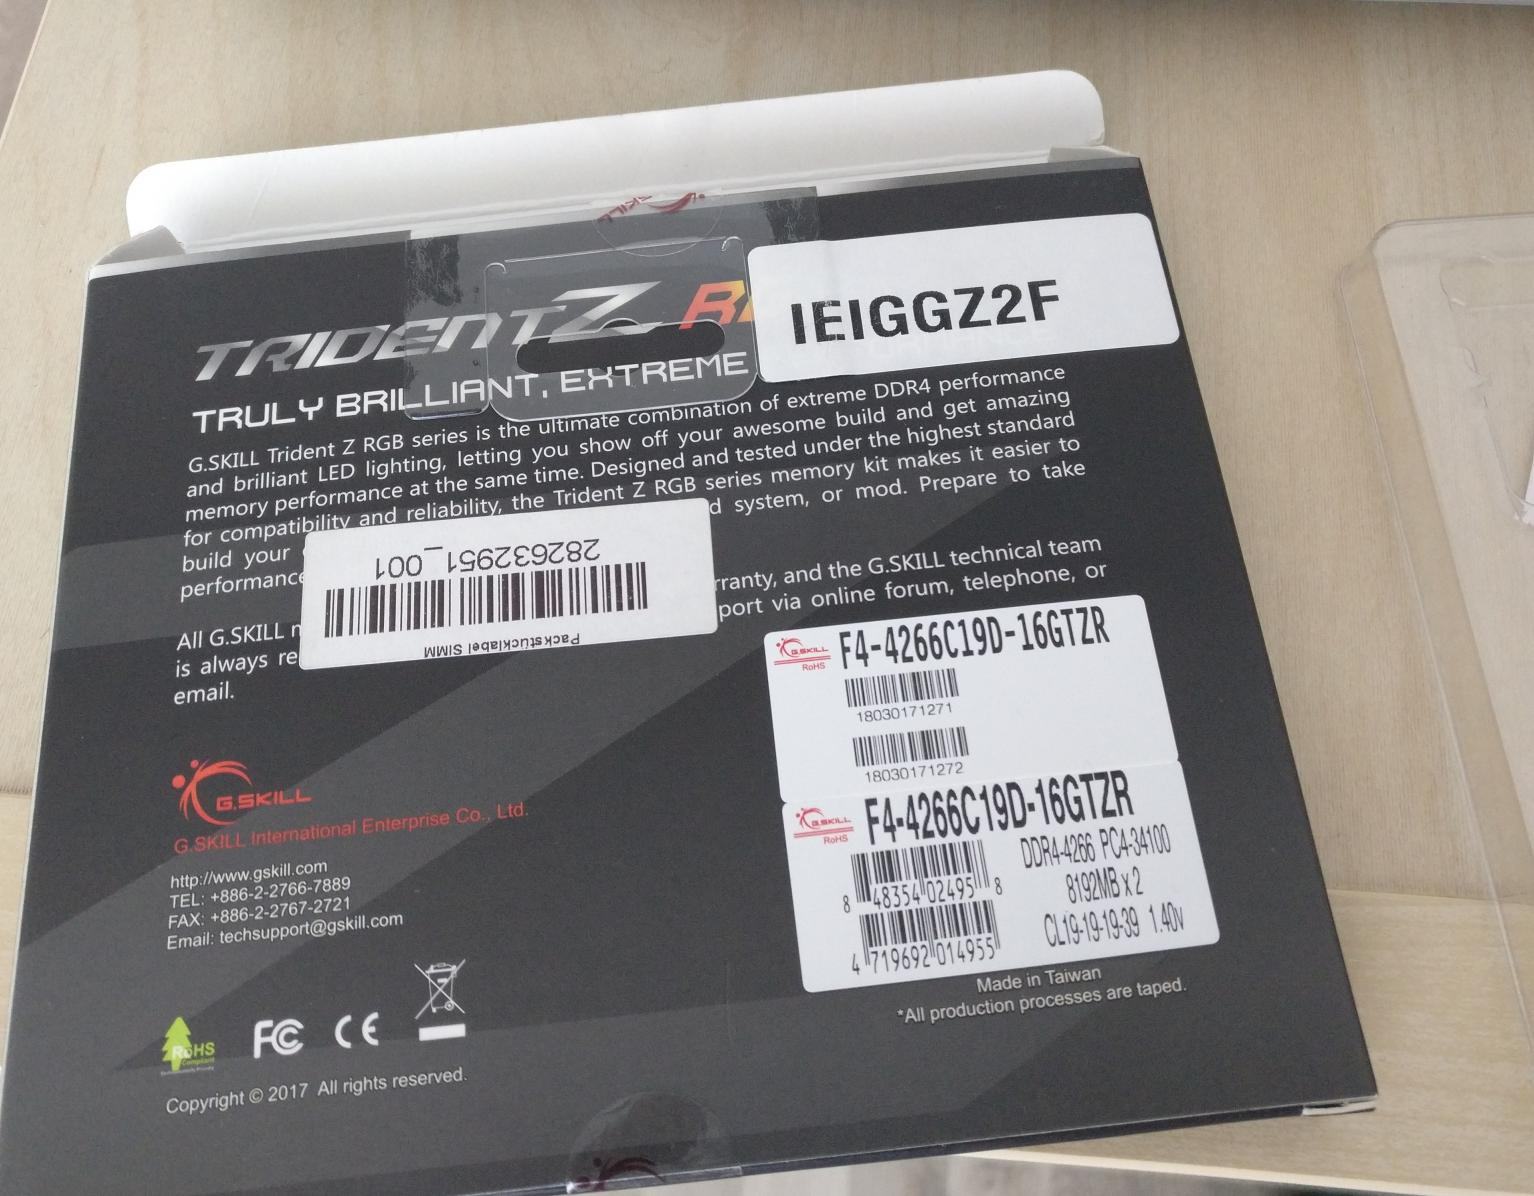 SKILL
TRIDENTZ R
IEIGGZ2F
TRULY BRILLIANT, EXTREME
G.SKILL Trident Z RGB series is the ultimate combination of extreme DDR4 performance
and brilliant LED lighting, letting you show off your awesome build and get amazing
memory performance at the same time. Designed and tested under the highest standard
for compatibility and reliability, the Trident Z RGB series memory kit makes it easier to
build your d system, or mod. Prepare to take
performance
282632951_001
Packstücklabel SIMM
All G.SKILL rranty, and the G.SKILL technical team
is always re port via online forum, telephone, or
email.
G.SKILL
RoHS
F4-4266C19D-16GTZR
18030171271
18030171272
G.SKILL
RoHS
F4-4266C19D-16GTZR
DDR4-4266 PC4-34100
8192MB x 2
CL19-19-19-39 1.40v
8 48354 02495 8
4 719692 014955
Made in Taiwan
*All production processes are taped.
G.SKILL
G.SKILL International Enterprise Co., Ltd.
http://www.gskill.com
TEL: +886-2-2766-7889
FAX: +886-2-2767-2721
Email: techsupport@gskill.com
RoHS
Compliant
FC CE
Copyright © 2017 All rights reserved.